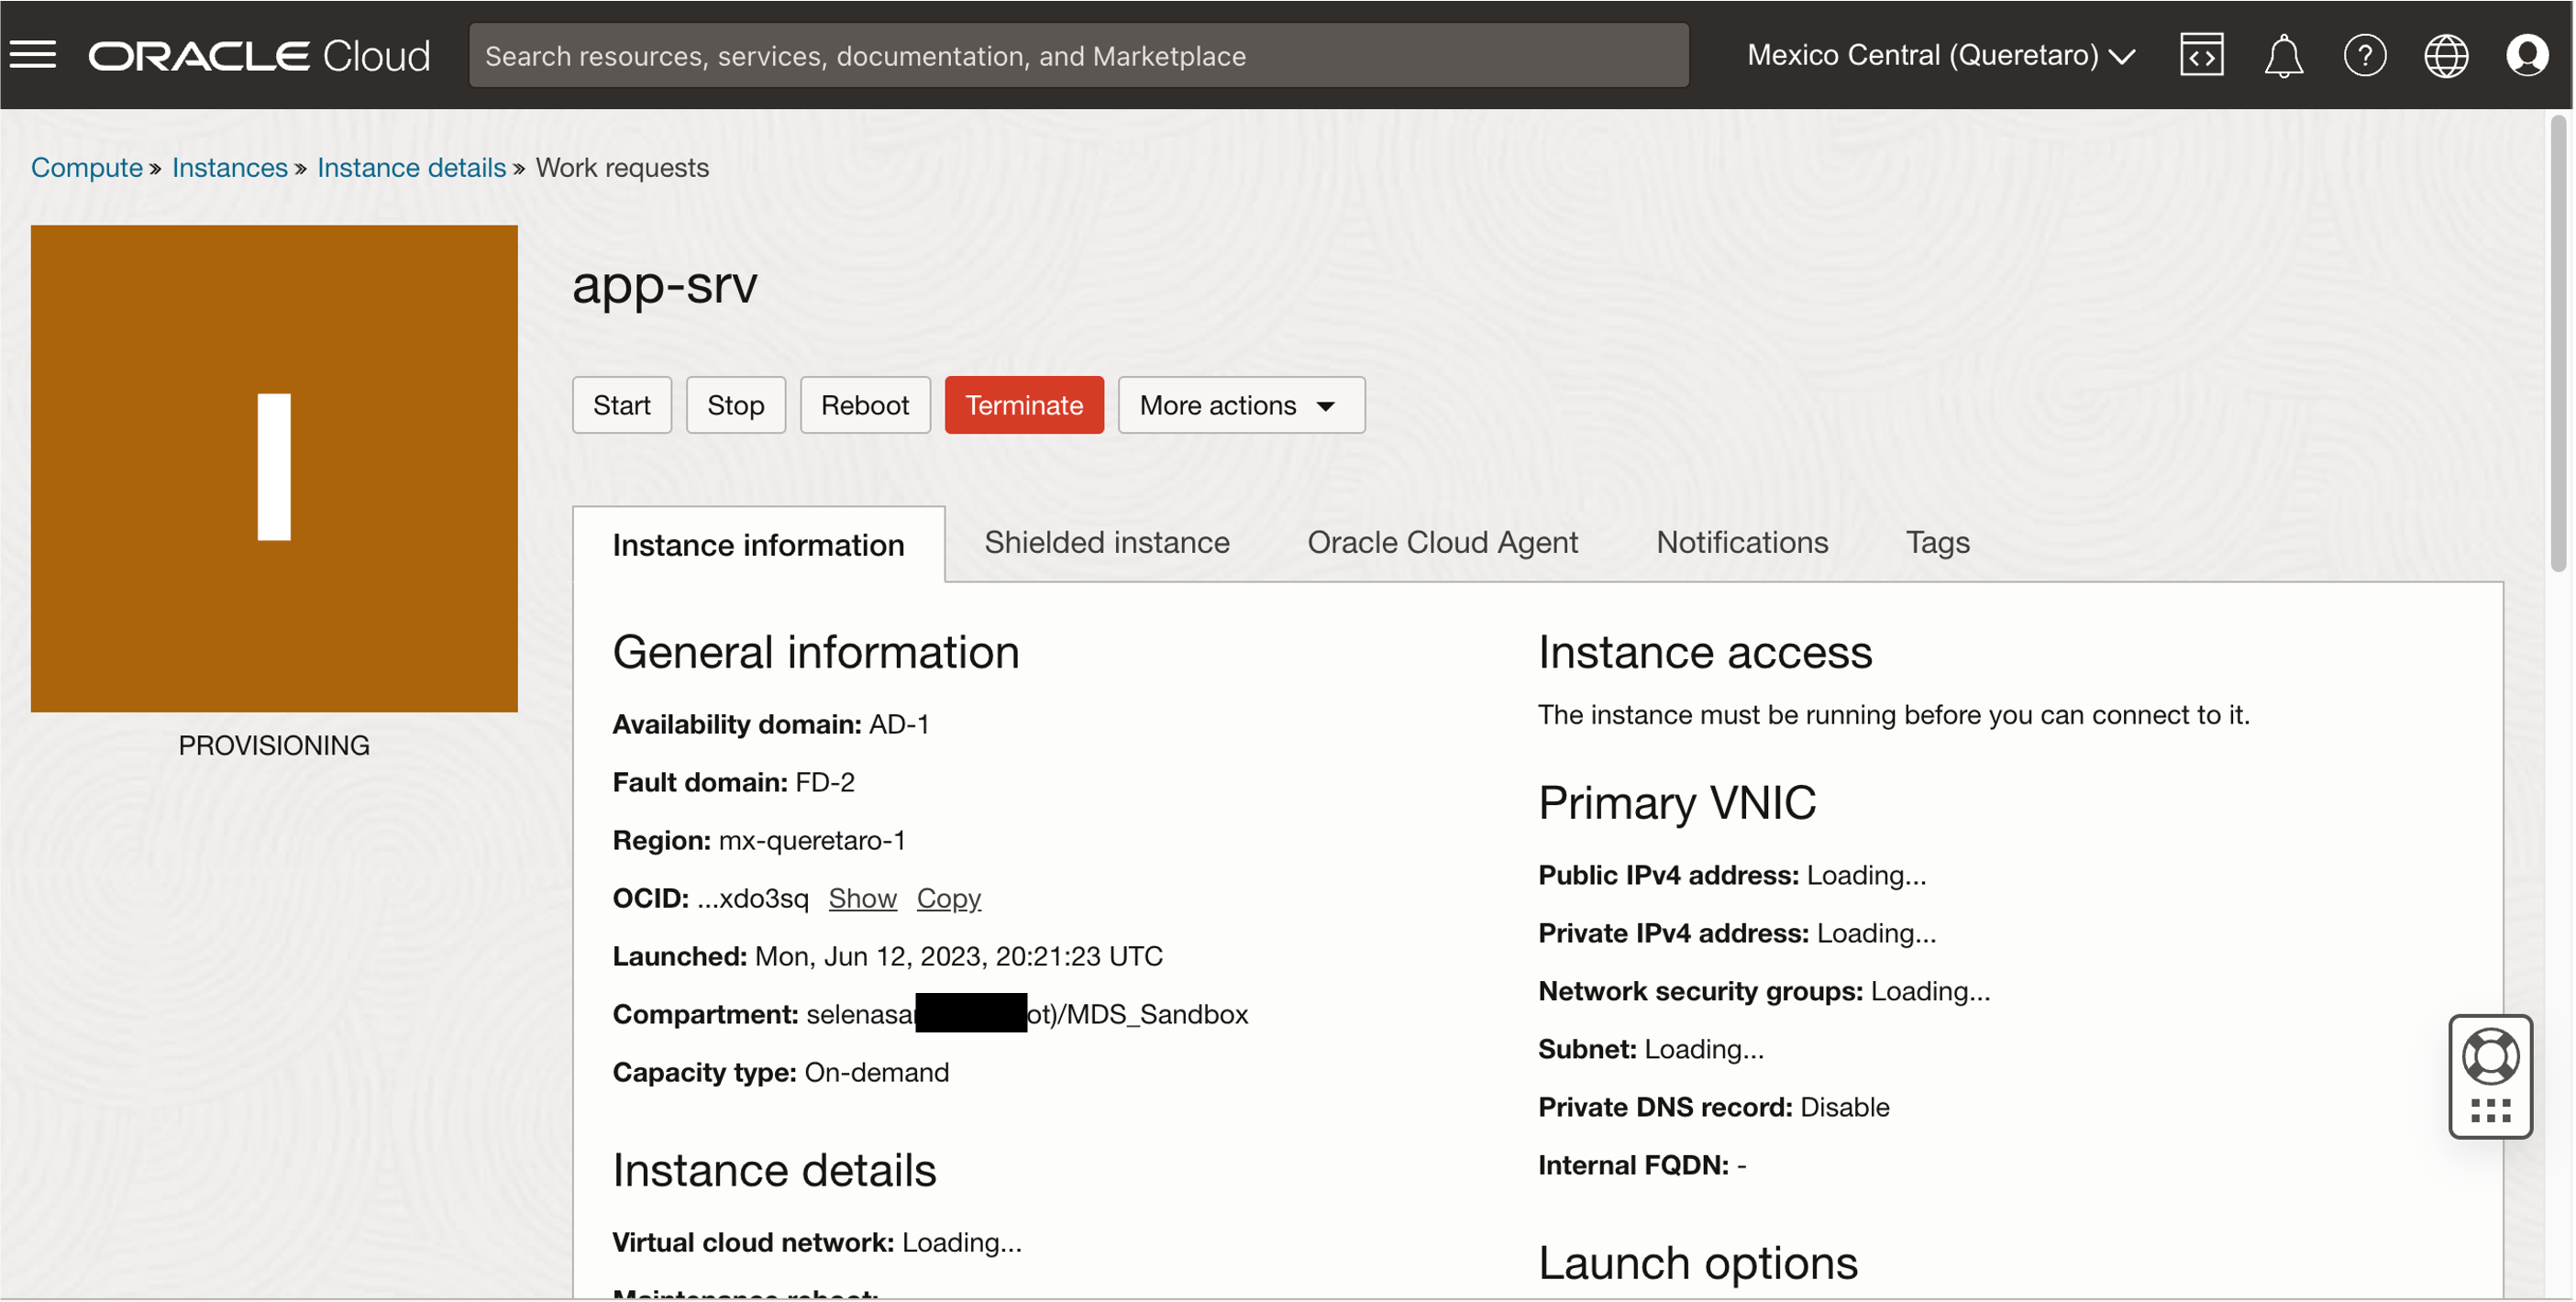 ORACLE Cloud
Search resources, services, documentation, and Marketplace
Mexico Central (Queretaro)
Compute » Instances » Instance details » Work requests
I
PROVISIONING
app-srv
Start Stop Reboot Terminate More actions
Instance information Shielded instance Oracle Cloud Agent Notifications Tags
General information
Availability domain: AD-1
Fault domain: FD-2
Region: mx-queretaro-1
OCID: ...xdo3sq Show Copy
Launched: Mon, Jun 12, 2023, 20:21:23 UTC
Compartment: selenasa ot)/MDS_Sandbox
Capacity type: On-demand
Instance details
Virtual cloud network: Loading...
Maintenance reboot:
Instance access
The instance must be running before you can connect to it.
Primary VNIC
Public IPv4 address: Loading...
Private IPv4 address: Loading...
Network security groups: Loading...
Subnet: Loading...
Private DNS record: Disable
Internal FQDN: -
Launch options